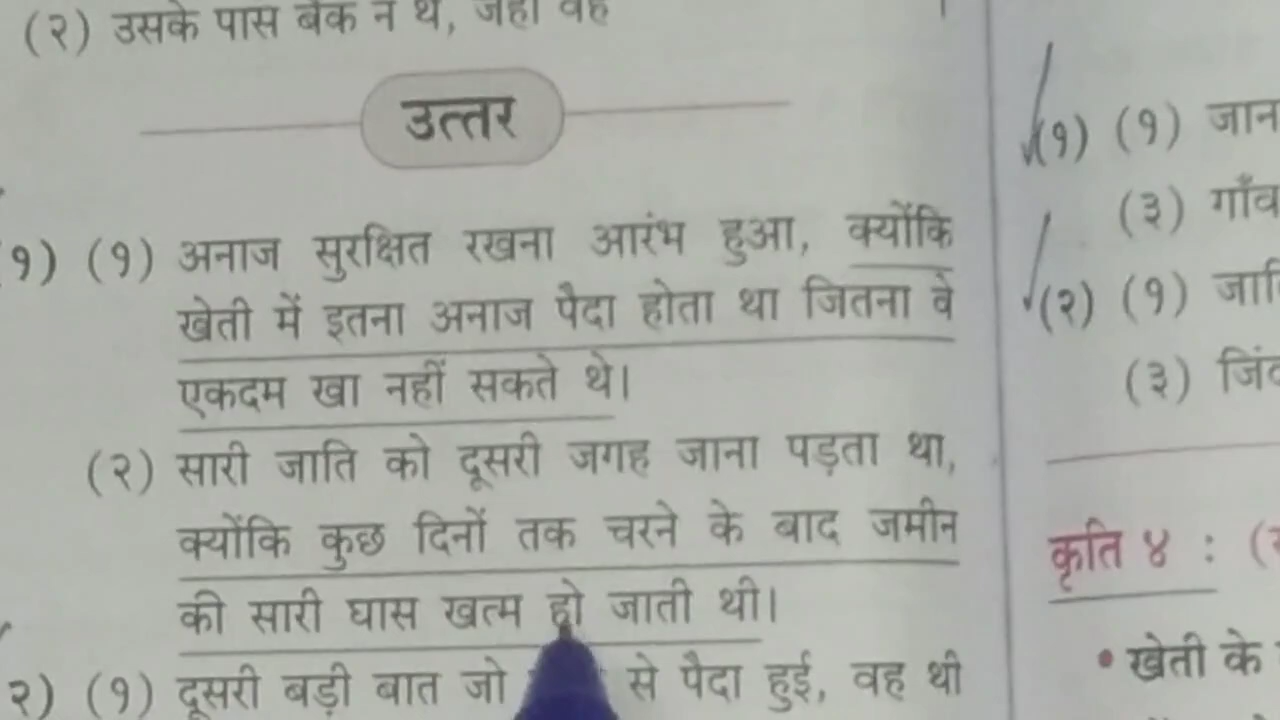 (२) उसके पास बैंक न थे, जहाँ वह
उत्तर
१) (१) अनाज सुरक्षित रखना आरंभ हुआ, क्योंकि
खेती में इतना अनाज पैदा होता था जितना वे
एकदम खा नहीं सकते थे।
(२) सारी जाति को दूसरी जगह जाना पड़ता था,
क्योंकि कुछ दिनों तक चरने के बाद जमीन
की सारी घास खत्म हो जाती थी।
२) (१) दूसरी बड़ी बात जो से पैदा हुई, वह थी
(१) (१)
(३)
(२) (१)
(३)
कृति ४ : (
• खेती के